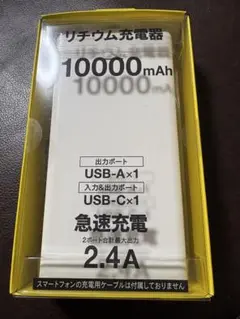 リチウム充電器
10000mAh
出力ポート
USB-A×1
入力&出力ポート
USB-C×1
急速充電
2ポート合計最大出力
2.4A
スマートフォンの充電用ケーブルは付属しておりません